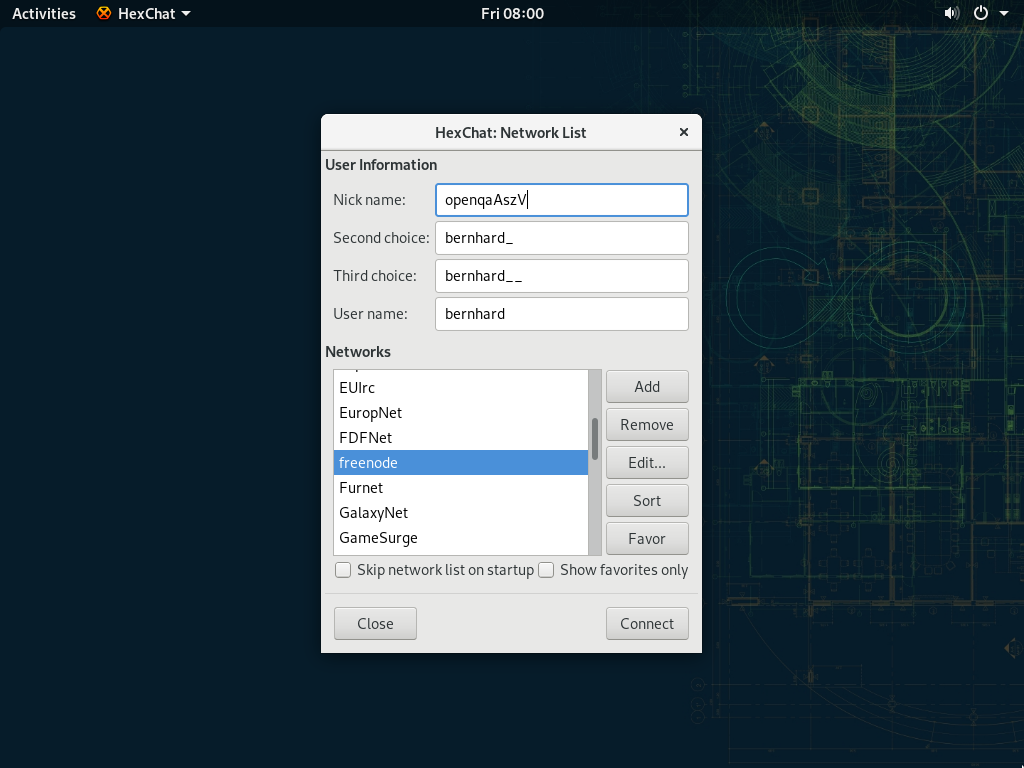 Activities HexChat Fri 08:00
HexChat: Network List
User Information
Nick name: openqaAszV
Second choice: bernhard_
Third choice: bernhard__
User name: bernhard
Networks
EUIrc
EuropNet
FDFNet
freenode
Furnet
GalaxyNet
GameSurge
Add
Remove
Edit...
Sort
Favor
Skip network list on startup Show favorites only
Close Connect